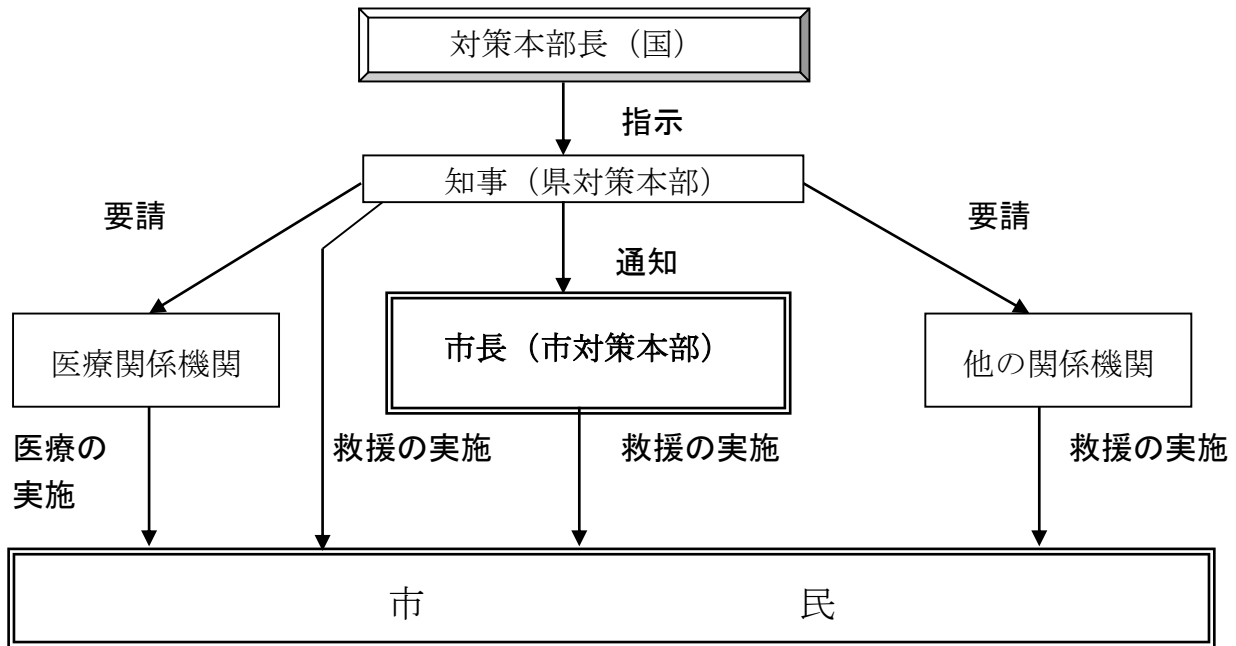 対策本部長（国）
指示
知事（県対策本部）
要請
要請
通知
医療関係機関
市長（市対策本部）
他の関係機関
医療の
実施
救援の実施
救援の実施
救援の実施
市　民